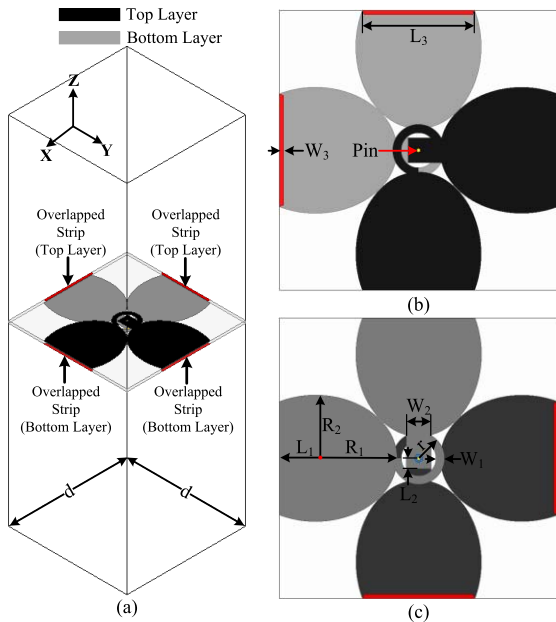 Top Layer
Bottom Layer
Z
X
Y
Overlapped
Strip
(Top Layer)
Overlapped
Strip
(Top Layer)
Overlapped
Strip
(Bottom Layer)
Overlapped
Strip
(Bottom Layer)
d
d
(a)
L3
W3
Pin
(b)
W2
R2
L1
R1
r
W1
L2
(c)